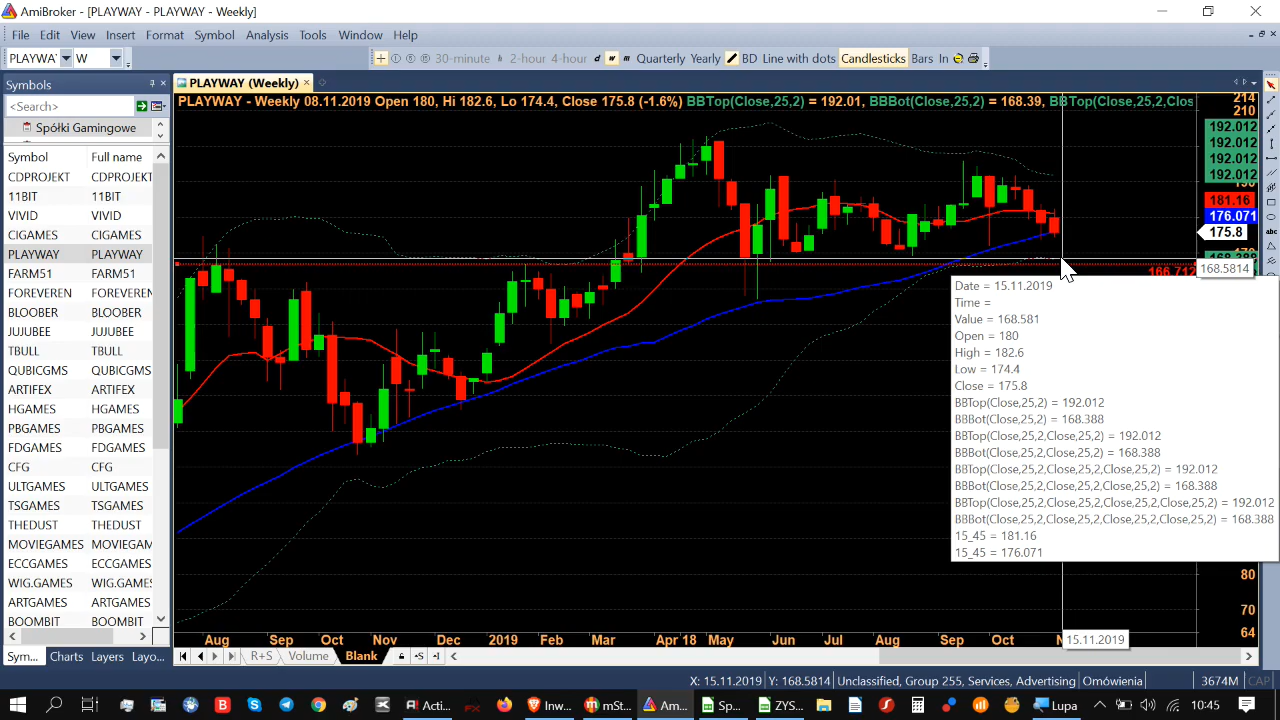 AmiBroker - [PLAYWAY - PLAYWAY - Weekly]
File Edit View Insert Format Symbol Analysis Tools Window Help
PLAYWA W 30-minute h 2-hour 4-hour d w m Quarterly Yearly BD Line with dots Candlesticks Bars In
Symbols
PLAYWAY (Weekly)
<Search>
Spółki Gamingowe
Symbol Full name
CDPROJEKT CDPROJEKT
11BIT 11BIT
VIVID VIVID
CIGAMES CIGAMES
PLAYWAY PLAYWAY
FARM51 FARM51
FOREVEREN FOREVEREN
BLOOBER BLOOBER
JUJUBEE JUJUBEE
TBULL TBULL
QUBICGMS QUBICGMS
ARTIFEX ARTIFEX
HGAMES HGAMES
PBGAMES PBGAMES
FDGAMES FDGAMES
CFG CFG
ULTGAMES ULTGAMES
TSGAMES TSGAMES
THEDUST THEDUST
MOVIEGAMES MOVIEGAM
ECCGAMES ECCGAMES
WIG.GAMES WIG.GAMES
ARTGAMES ARTGAMES
BOOMBIT BOOMBIT
Sym... Charts Layers Layo...
PLAYWAY - Weekly 08.11.2019 Open 180, Hi 182.6, Lo 174.4, Close 175.8 (-1.6%) BBTop(Close,25,2) = 192.01, BBBot(Close,25,2) = 168.39, BBTop(Close,25,2,Clos
214
210
192.012
192.012
192.012
192.012
181.16
176.071
175.8
168.5814
166.712
80
70
64
Date = 15.11.2019
Time =
Value = 168.581
Open = 180
High = 182.6
Low = 174.4
Close = 175.8
BBTop(Close,25,2) = 192.012
BBBot(Close,25,2) = 168.388
BBTop(Close,25,2,Close,25,2) = 192.012
BBBot(Close,25,2,Close,25,2) = 168.388
BBTop(Close,25,2,Close,25,2,Close,25,2) = 192.012
BBBot(Close,25,2,Close,25,2,Close,25,2) = 168.388
BBTop(Close,25,2,Close,25,2,Close,25,2,Close,25,2) = 192.012
BBBot(Close,25,2,Close,25,2,Close,25,2,Close,25,2) = 168.388
15_45 = 181.16
15_45 = 176.071
Aug Sep Oct Nov Dec 2019 Feb Mar Apr 18 May Jun Jul Aug Sep Oct 15.11.2019
R+S Volume Blank
X: 15.11.2019 Y: 168.5814 Unclassified, Group 255, Services, Advertising Omówienia 3674M CAP
Acti... Inw... mSt... Am... Sp... ZYS... Lupa 10:45